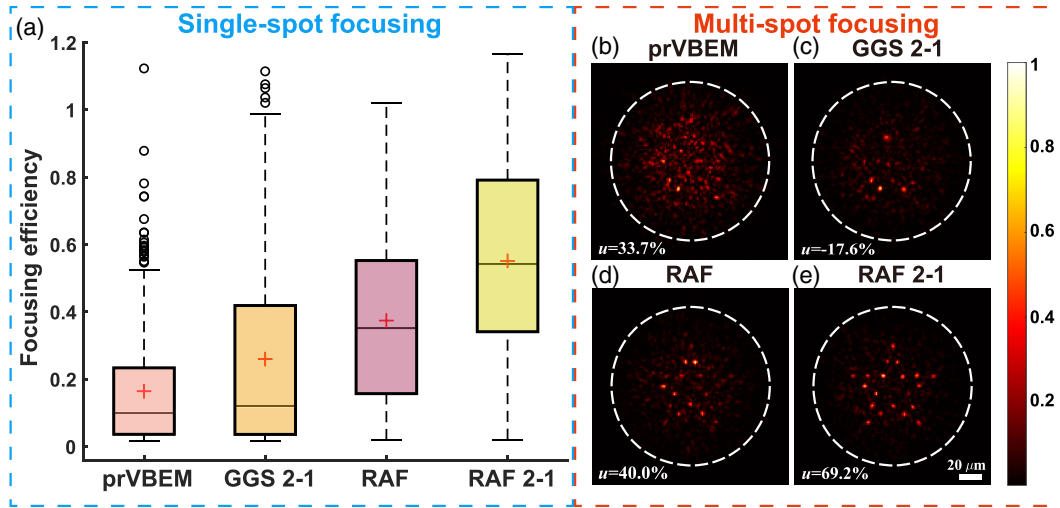 (a)
Single-spot focusing
Multi-spot focusing
Focusing efficiency
1.2
1
0.8
0.6
0.4
0.2
0
prVBEM
GGS 2-1
RAF
RAF 2-1
(b)
prVBEM
u=33.7%
(c)
GGS 2-1
u=-17.6%
(d)
RAF
u=40.0%
(e)
RAF 2-1
u=69.2%
20 μm
1
0.8
0.6
0.4
0.2